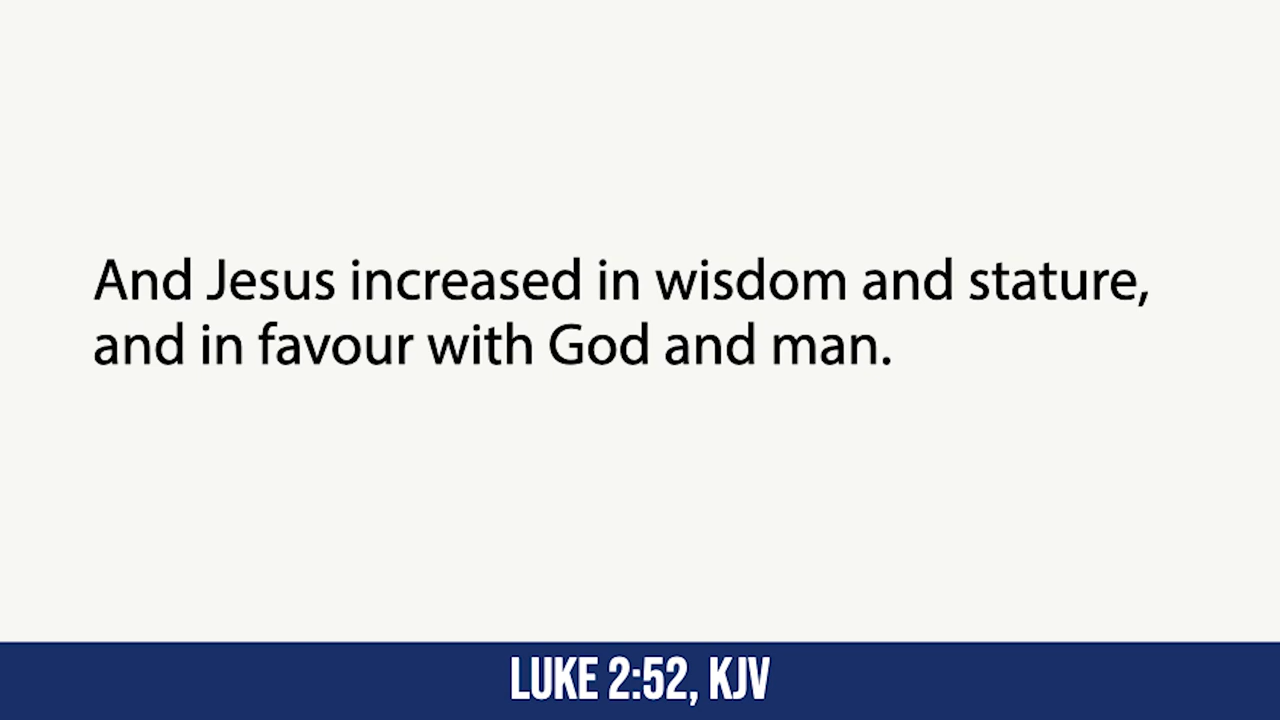 And Jesus increased in wisdom and stature,
and in favour with God and man.
LUKE 2:52, KJV